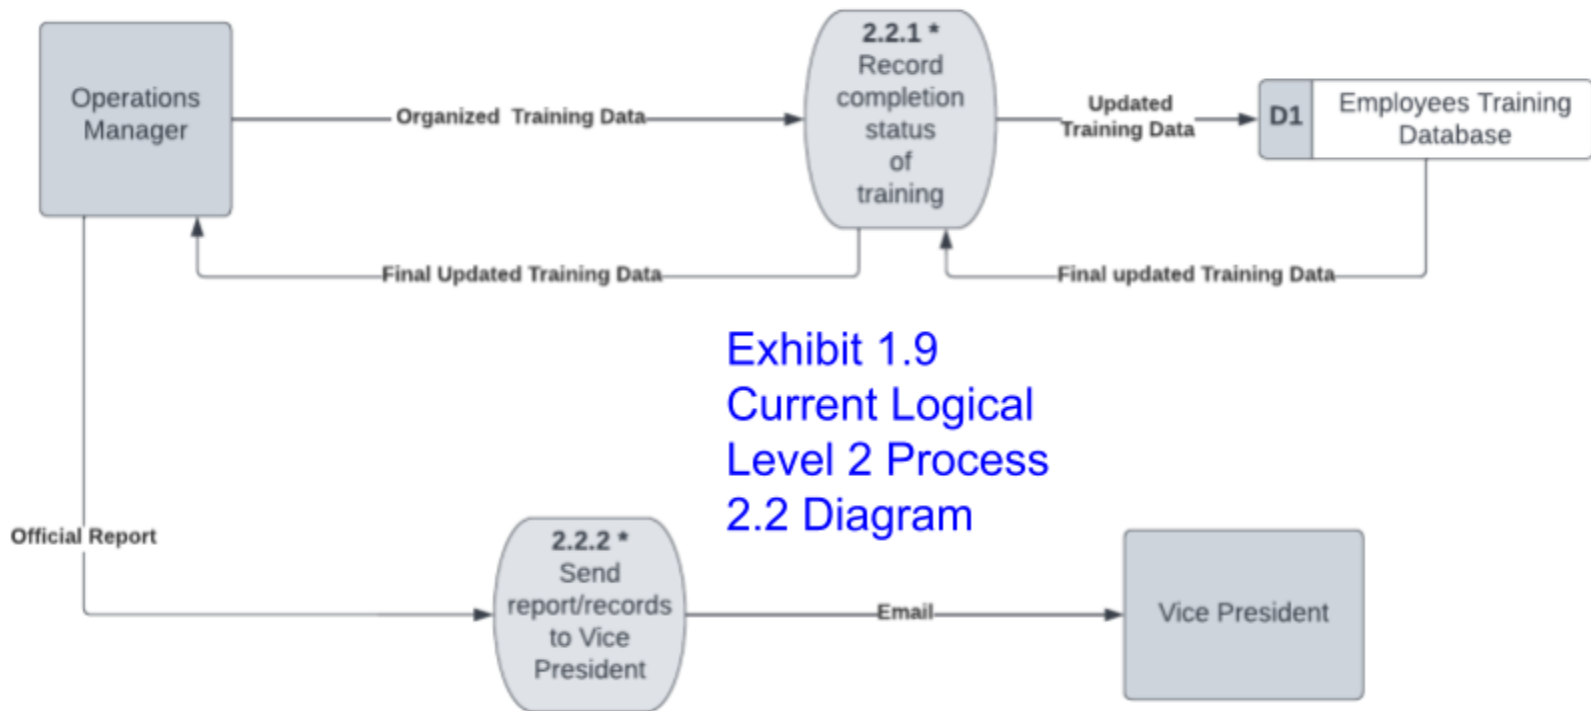 Operations
Manager
Organized Training Data
2.2.1 *
Record
completion
status
of
training
Updated
Training Data
D1
Employees Training
Database
Final Updated Training Data
Final updated Training Data
Exhibit 1.9
Current Logical
Level 2 Process
2.2 Diagram
Official Report
2.2.2 *
Send
report/records
to Vice
President
Email
Vice President